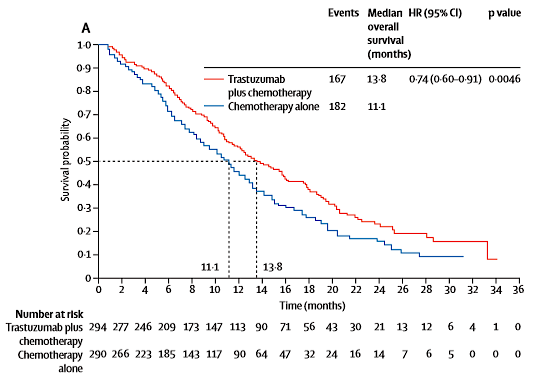 Events Median overall survival (months) HR (95% CI) p value
A
Trastuzumab plus chemotherapy 167 13·8 0·74 (0·60–0·91) 0·0046
Chemotherapy alone 182 11·1
Survival probability
1·0
0·9
0·8
0·7
0·6
0·5
0·4
0·3
0·2
0·1
0
11·1 13·8
0 2 4 6 8 10 12 14 16 18 20 22 24 26 28 30 32 34 36
Time (months)
Number at risk
Trastuzumab plus chemotherapy 294 277 246 209 173 147 113 90 71 56 43 30 21 13 12 6 4 1 0
Chemotherapy alone 290 266 223 185 143 117 90 64 47 32 24 16 14 7 6 5 0 0 0